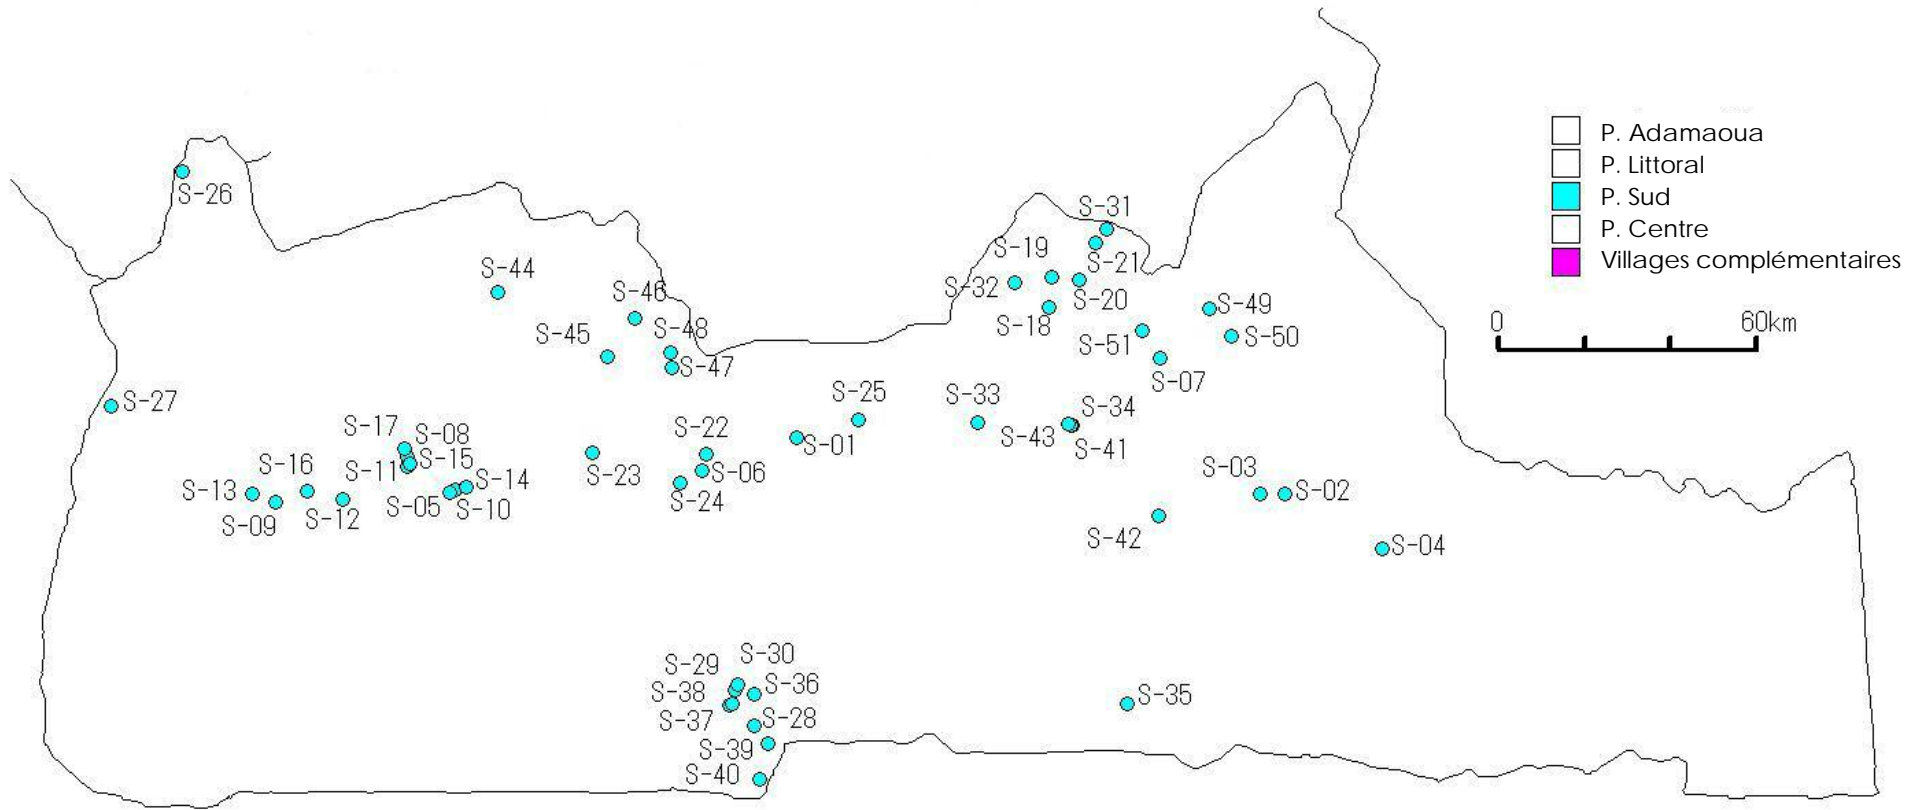 P. Adamaoua
P. Littoral
P. Sud
P. Centre
Villages complémentaires
0 60km
S-26
S-31
S-19
S-21
S-44
S-32
S-46
S-20
S-49
S-18
S-48
S-45
S-51
S-50
S-47
S-07
S-27
S-25
S-33
S-34
S-17
S-08
S-22
S-01
S-43
S-41
S-15
S-16
S-11
S-14
S-23
S-06
S-03
S-13
S-02
S-24
S-05
S-10
S-12
S-09
S-42
S-04
S-30
S-29
S-36
S-38
S-35
S-37
S-28
S-39
S-40